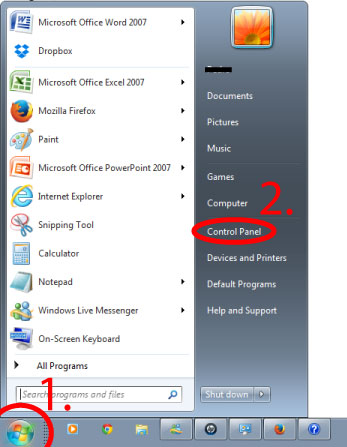 Microsoft Office Word 2007
Dropbox
Microsoft Office Excel 2007
Mozilla Firefox
Paint
Microsoft Office PowerPoint 2007
Internet Explorer
Snipping Tool
Calculator
Notepad
Windows Live Messenger
On-Screen Keyboard
All Programs
Search programs and files
1.
Documents
Pictures
Music
Games
Computer
2.
Control Panel
Devices and Printers
Default Programs
Help and Support
Shut down